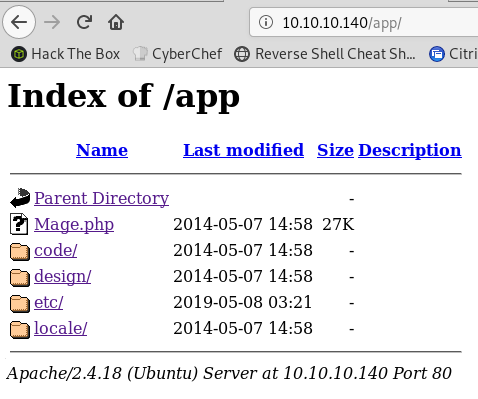 10.10.10.140/app/
Hack The Box CyberChef Reverse Shell Cheat Sh... Citri
Index of /app
Name Last modified Size Description
Parent Directory -
Mage.php 2014-05-07 14:58 27K
code/ 2014-05-07 14:58 -
design/ 2014-05-07 14:58 -
etc/ 2019-05-08 03:21 -
locale/ 2014-05-07 14:58 -
Apache/2.4.18 (Ubuntu) Server at 10.10.10.140 Port 80